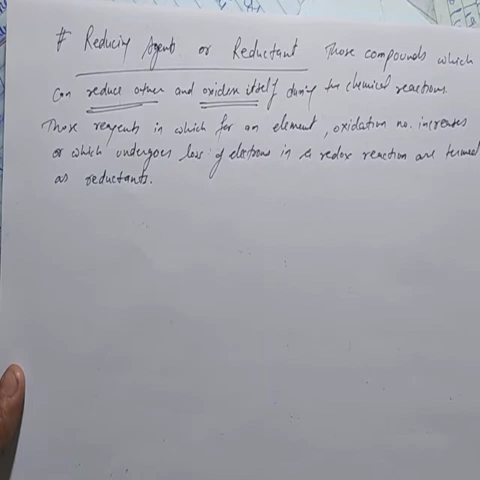 # Reducing Agents or Reductant Those compounds which
Can reduce other and oxidise itself during the chemical reactions.
Those reagents in which for an element, oxidation no. increases
or which undergoes loss of electrons in a redox reaction are termed
as reductants.